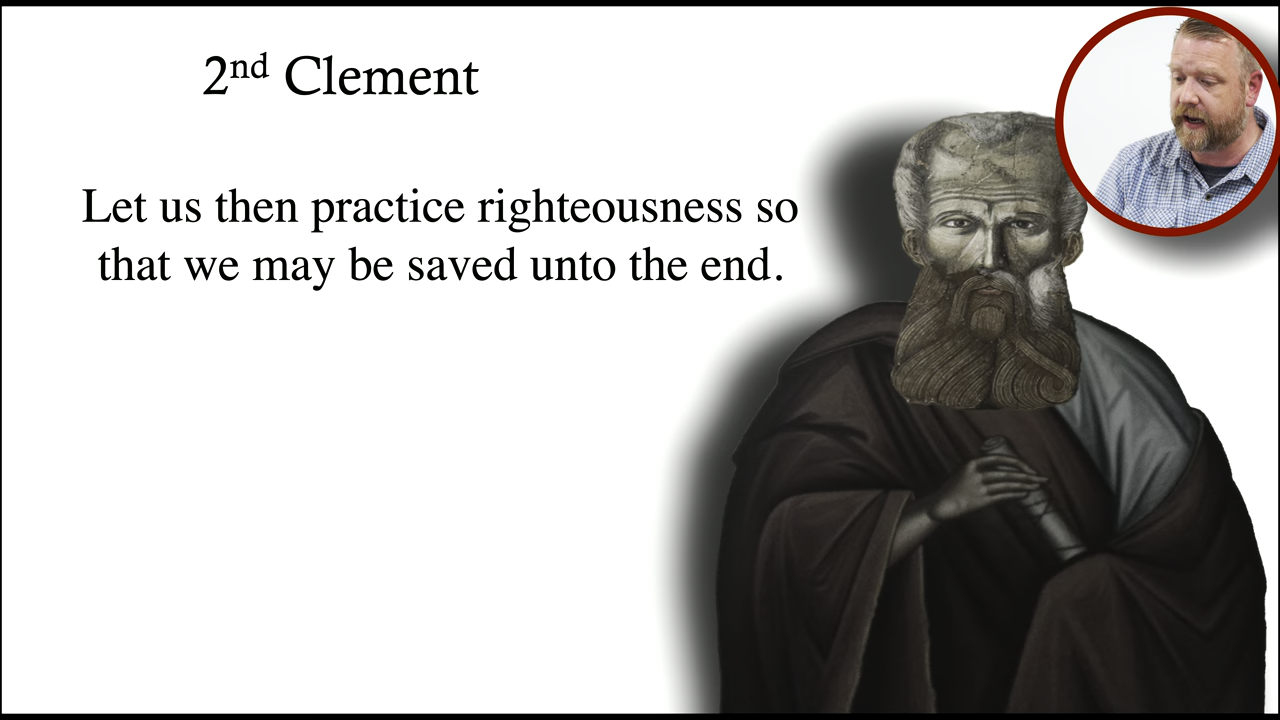 2nd Clement
Let us then practice righteousness so
that we may be saved unto the end.